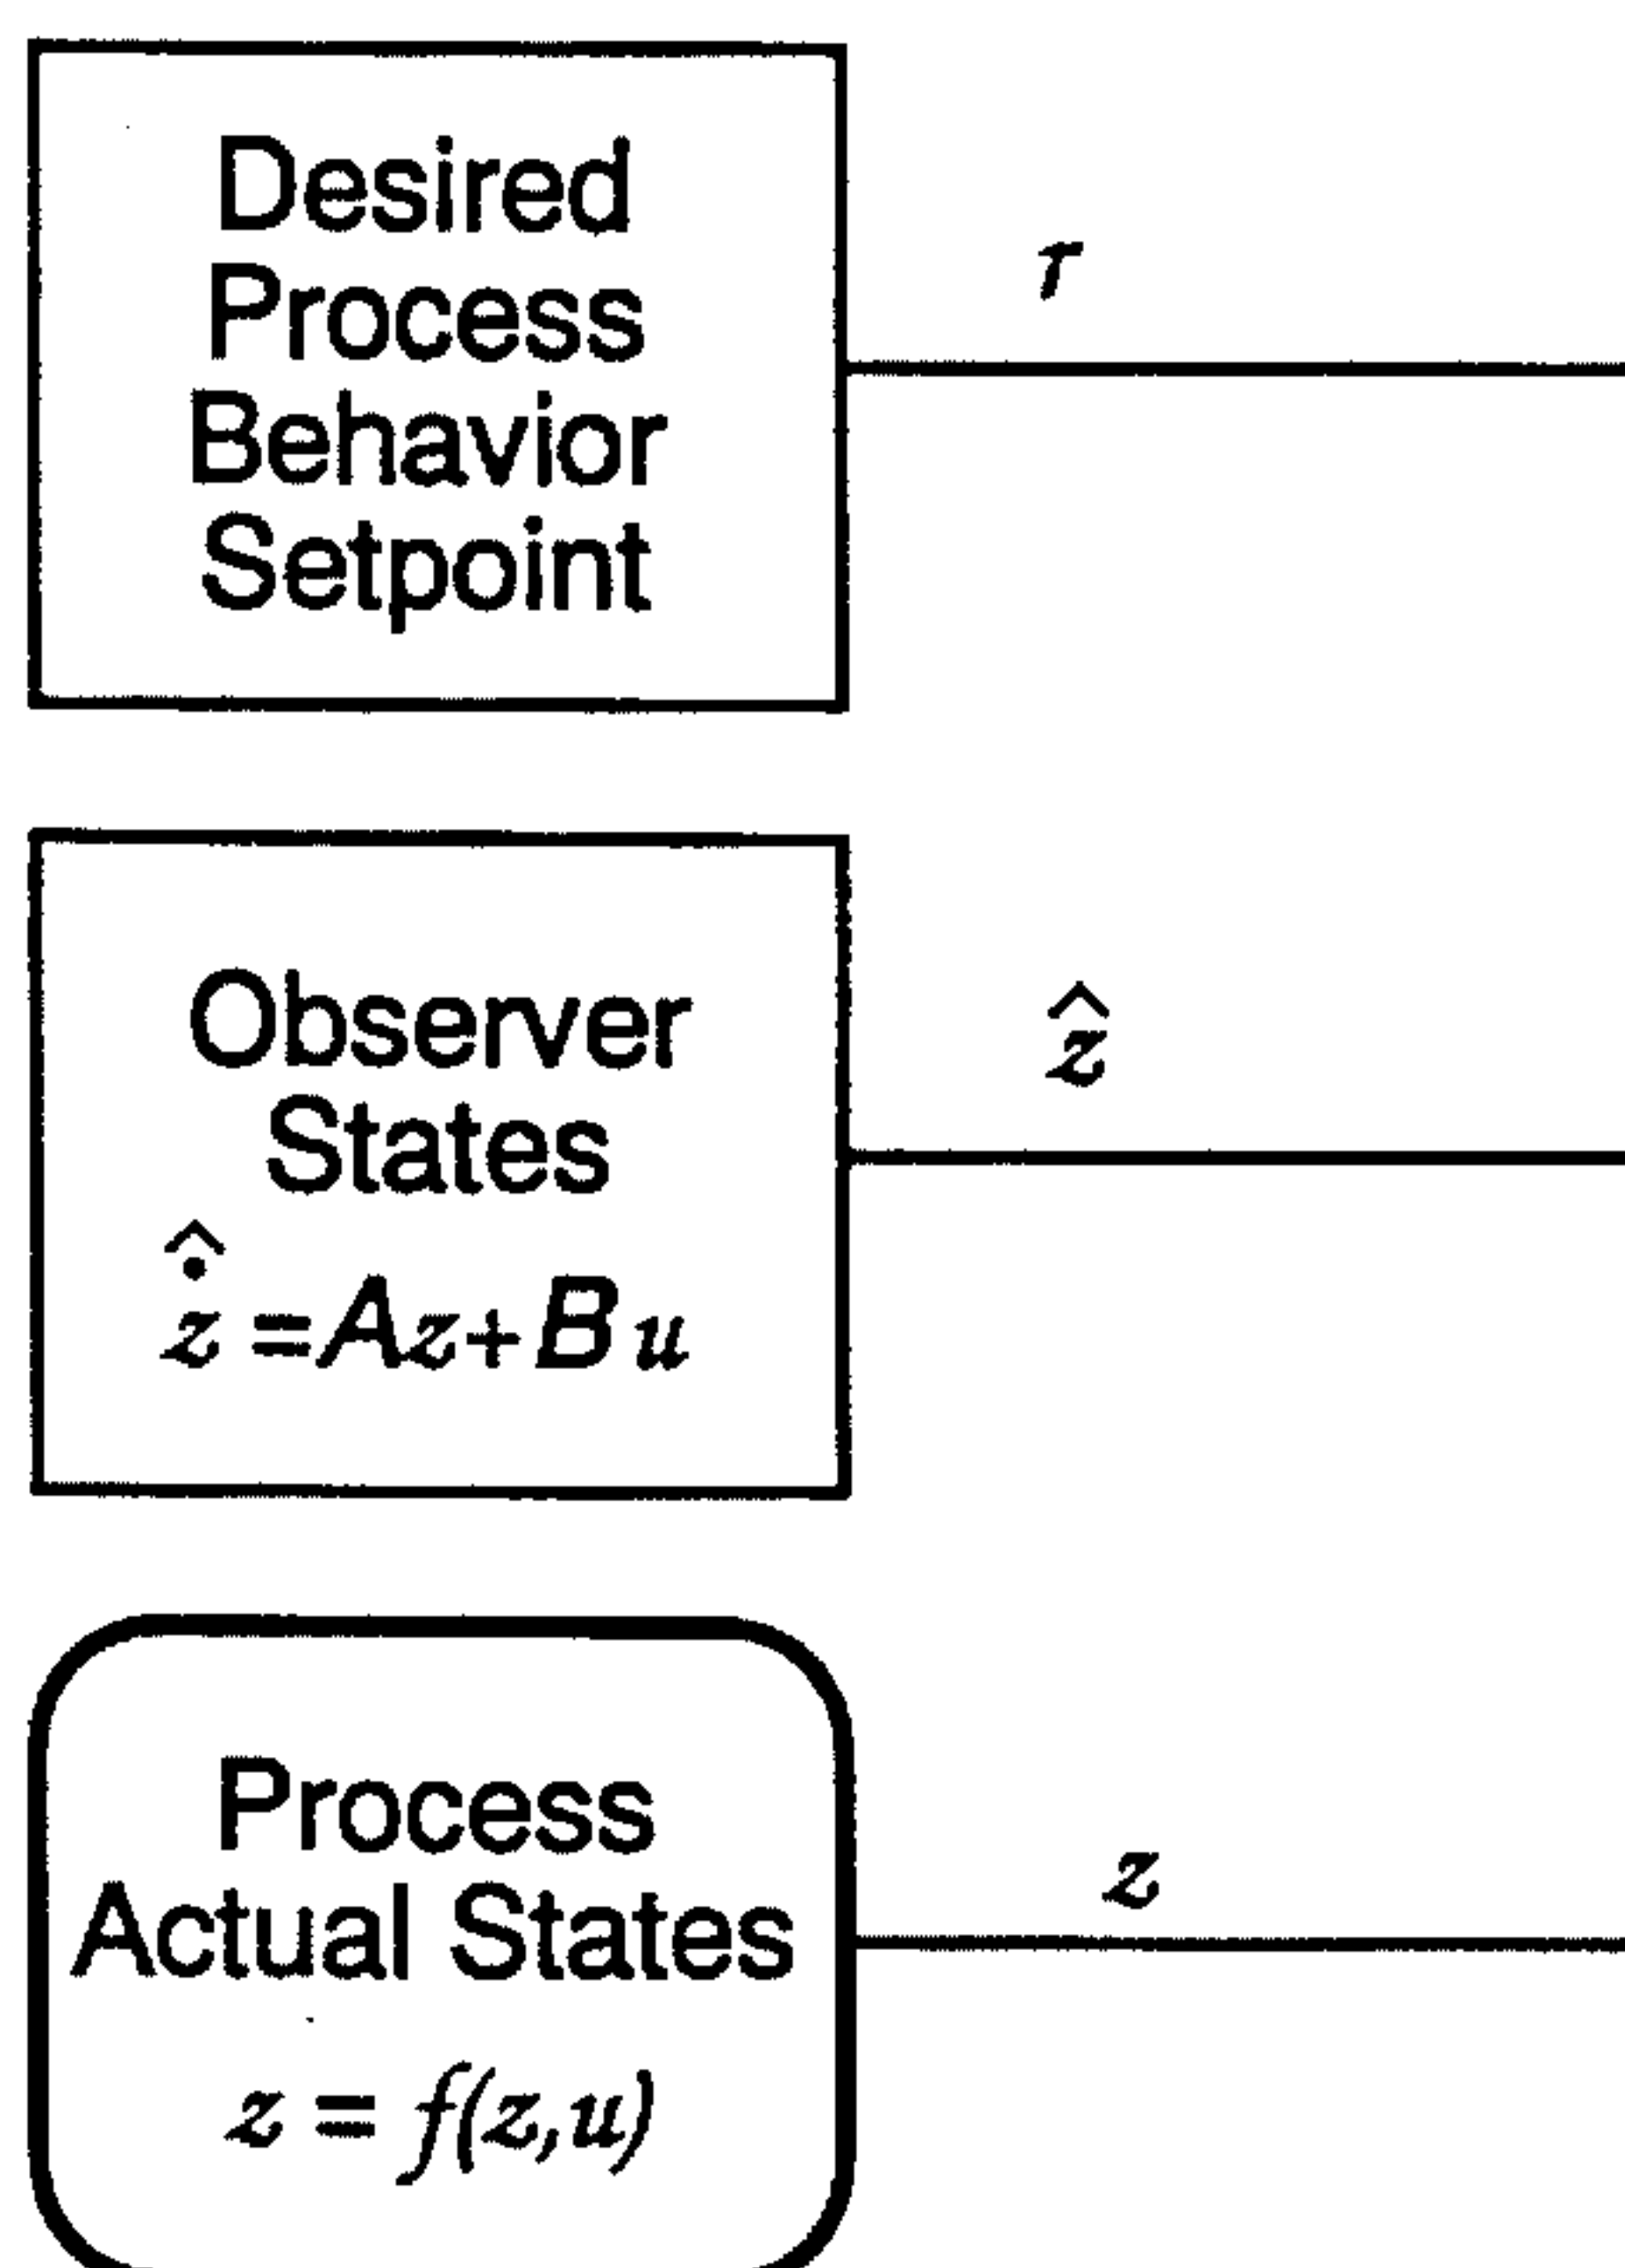 Desired
Process
Behavior
Setpoint
r
Observer
States
ẑ̇ =Az+Bu
ẑ
Process
Actual States
z = f(z,u)
z